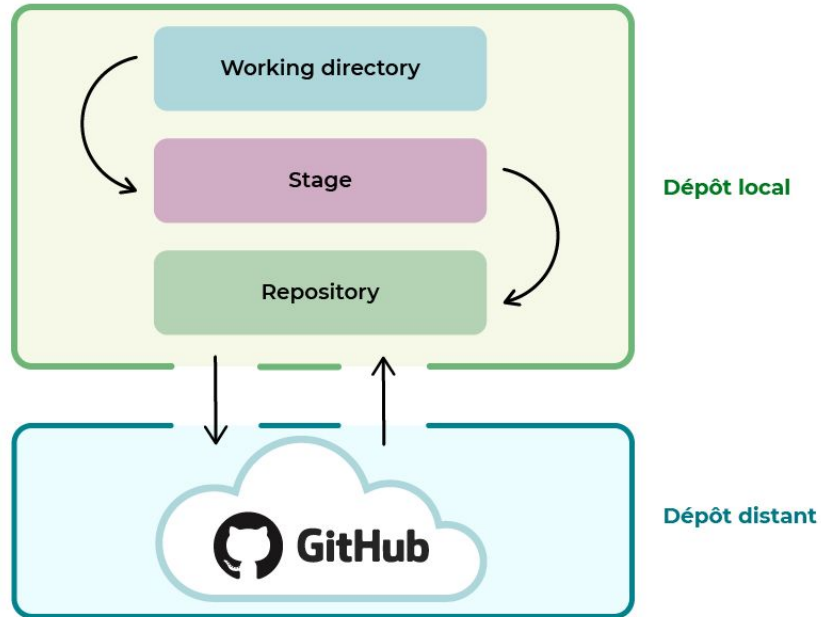 Working directory
Stage
Dépôt local
Repository
GitHub
Dépôt distant